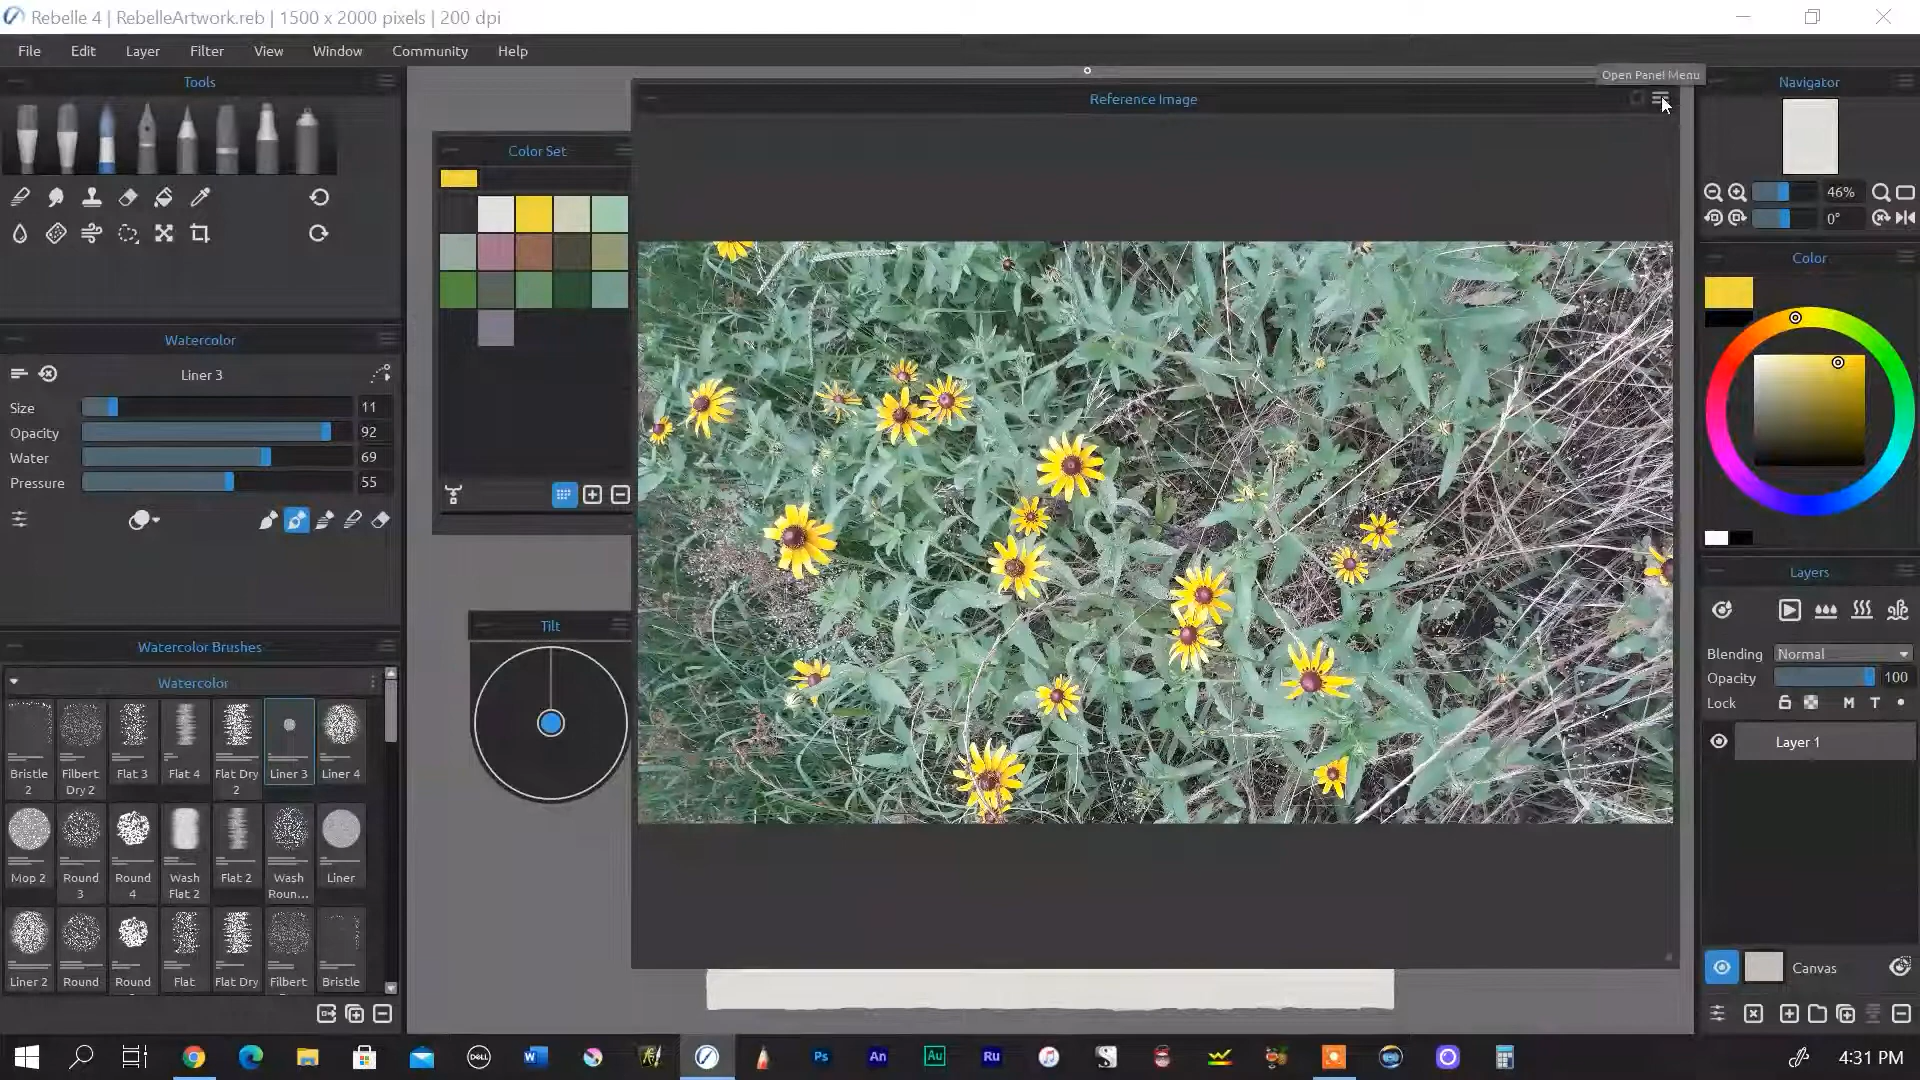 Rebelle 4 | RebelleArtwork.reb | 1500 x 2000 pixels | 200 dpi
File Edit Layer Filter View Window Community Help
Open Panel Menu
Tools
Reference Image
Navigator
46%
0°
Color Set
Color
Watercolor
Liner 3
Size 11
Opacity 92
Water 69
Pressure 55
Tilt
Layers
Blending Normal
Opacity 100
Lock M T
Layer 1
Canvas
Watercolor Brushes
Watercolor
Bristle 2
Filbert Dry 2
Flat 3
Flat 4
Flat Dry 2
Liner 3
Liner 4
Mop 2
Round 3
Round 4
Wash Flat 2
Flat 2
Wash Roun...
Liner
Liner 2
Round
Round
Flat
Flat Dry
Filbert
Bristle
DELL
W
Ps
An
Au
Ru
S
4:31 PM